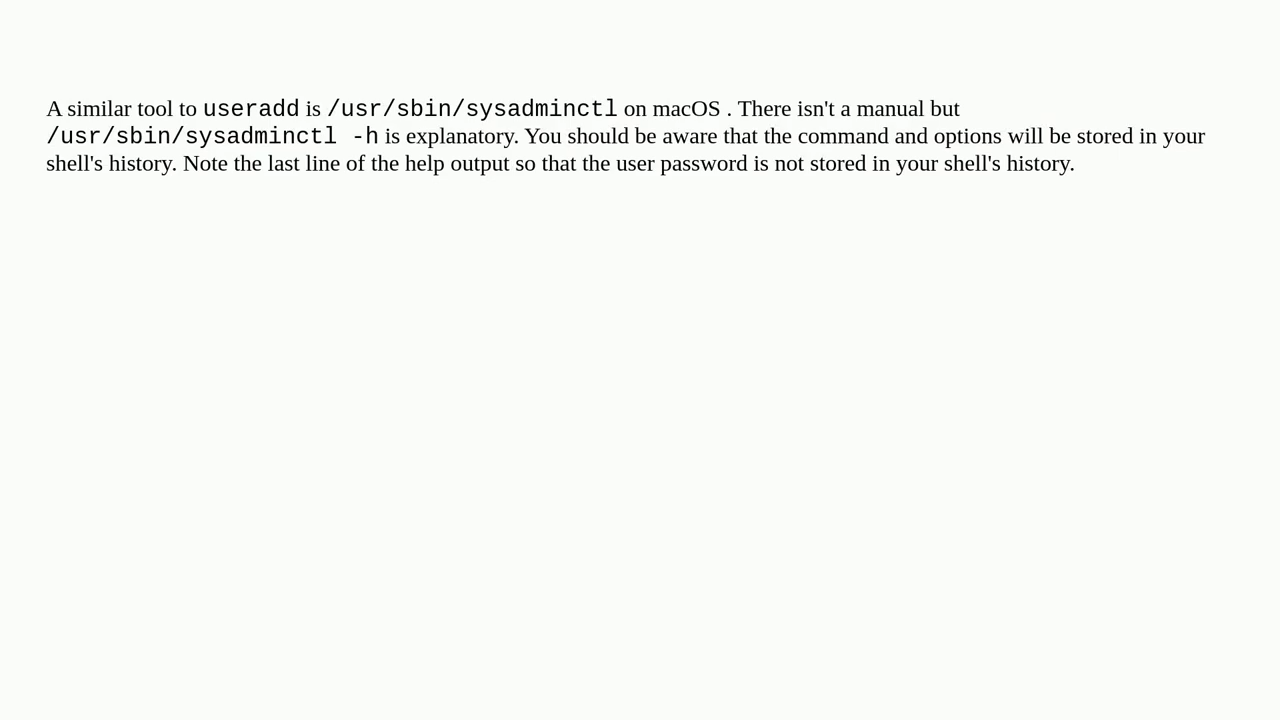 A similar tool to useradd is /usr/sbin/sysadminctl on macOS . There isn't a manual but
/usr/sbin/sysadminctl -h is explanatory. You should be aware that the command and options will be stored in your
shell's history. Note the last line of the help output so that the user password is not stored in your shell's history.